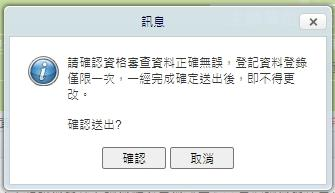 訊息
請確認資格審查資料正確無誤，登記資料登錄
僅限一次，一經完成確定送出後，即不得更
改。
確認送出?
確認
取消